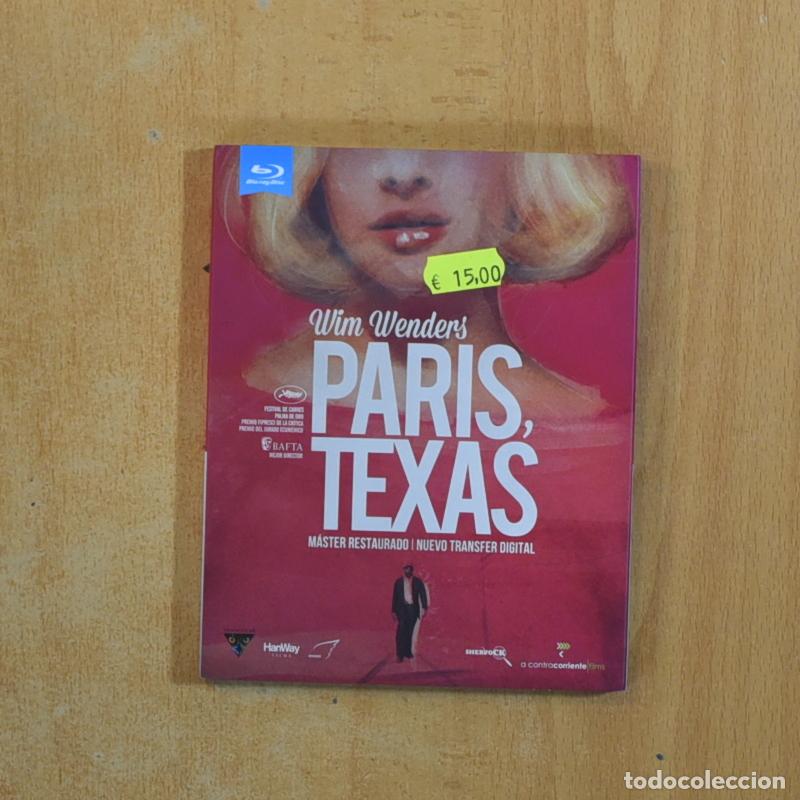 Blu-ray Disc
€ 15,00
Wim Wenders
PARIS,
TEXAS
FESTIVAL DE CANNES
PALMA DE ORO
PREMIO FIPRESCI DE LA CRÍTICA
PREMIO DEL JURADO ECUMÉNICO
BAFTA
MEJOR DIRECTOR
MÁSTER RESTAURADO | NUEVO TRANSFER DIGITAL
HanWay
FILMS
SHERLOCK
a contracorriente films
todocoleccion